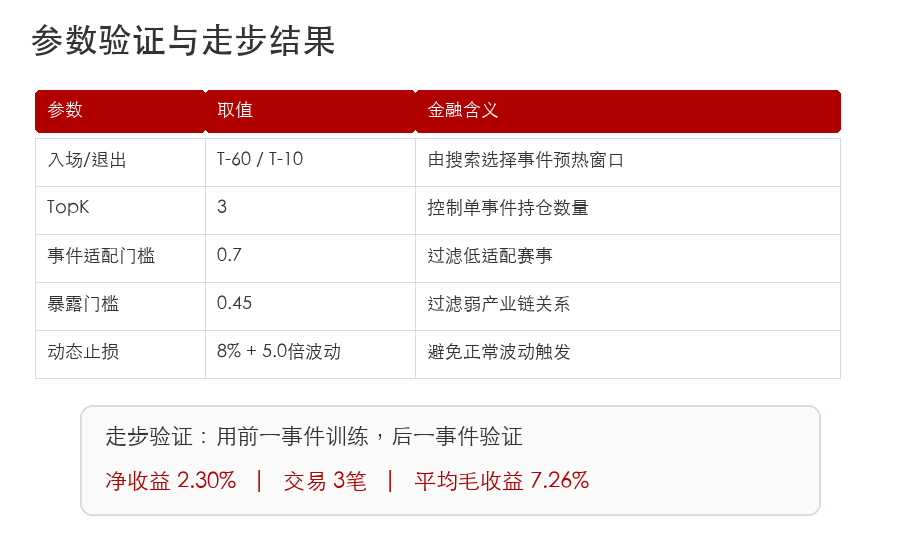 参数验证与走步结果
参数 取值 金融含义
入场/退出 T-60 / T-10 由搜索选择事件预热窗口
TopK 3 控制单事件持仓数量
事件适配门槛 0.7 过滤低适配赛事
暴露门槛 0.45 过滤弱产业链关系
动态止损 8% + 5.0倍波动 避免正常波动触发
走步验证：用前一事件训练，后一事件验证
净收益 2.30% | 交易 3笔 | 平均毛收益 7.26%